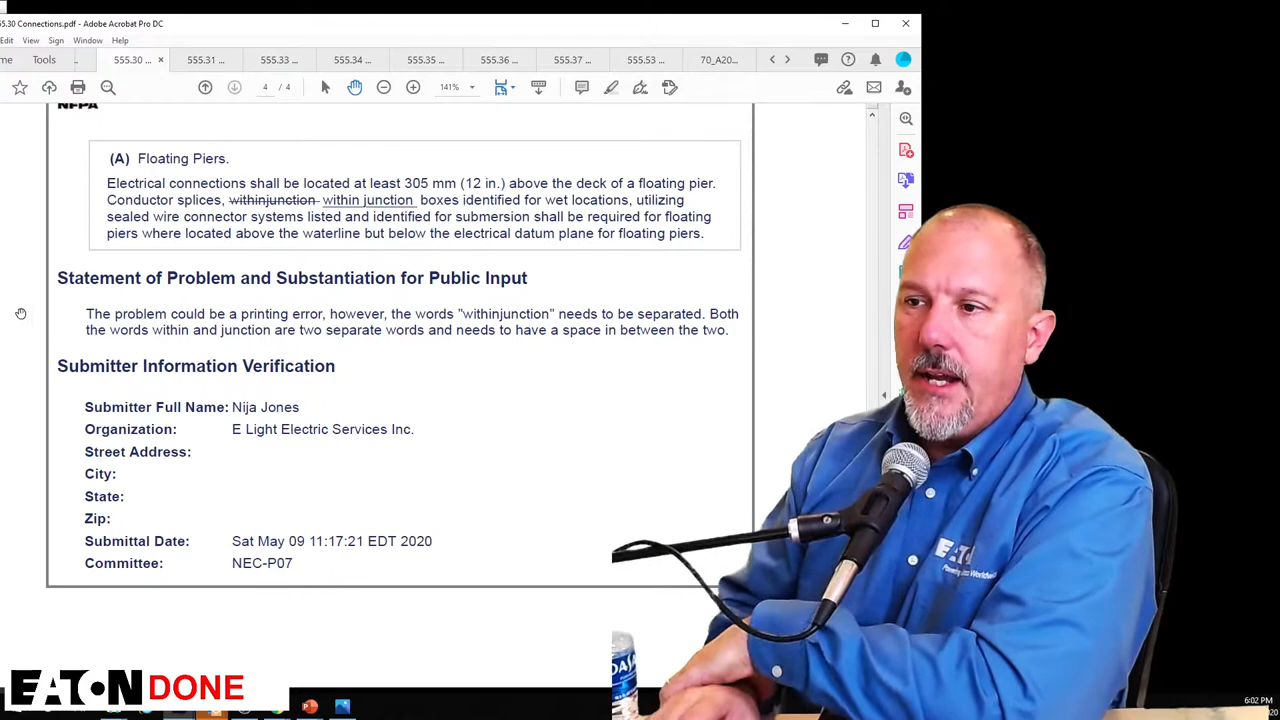 55.30 Connections.pdf - Adobe Acrobat Pro DC
Edit View Sign Window Help
me Tools .. 555.30 ... × 555.31 ... 555.33 ... 555.34 ... 555.35 ... 555.36 ... 555.37 ... 555.53 ... 70_A20...
4 / 4 141%
NFPA
(A) Floating Piers.
Electrical connections shall be located at least 305 mm (12 in.) above the deck of a floating pier.
Conductor splices, withinjunction within junction boxes identified for wet locations, utilizing
sealed wire connector systems listed and identified for submersion shall be required for floating
piers where located above the waterline but below the electrical datum plane for floating piers.
Statement of Problem and Substantiation for Public Input
The problem could be a printing error, however, the words "withinjunction" needs to be separated. Both
the words within and junction are two separate words and needs to have a space in between the two.
Submitter Information Verification
Submitter Full Name: Nija Jones
Organization: E Light Electric Services Inc.
Street Address:
City:
State:
Zip:
Submittal Date: Sat May 09 11:17:21 EDT 2020
Committee: NEC-P07
EATON
EATON DONE
6:02 PM